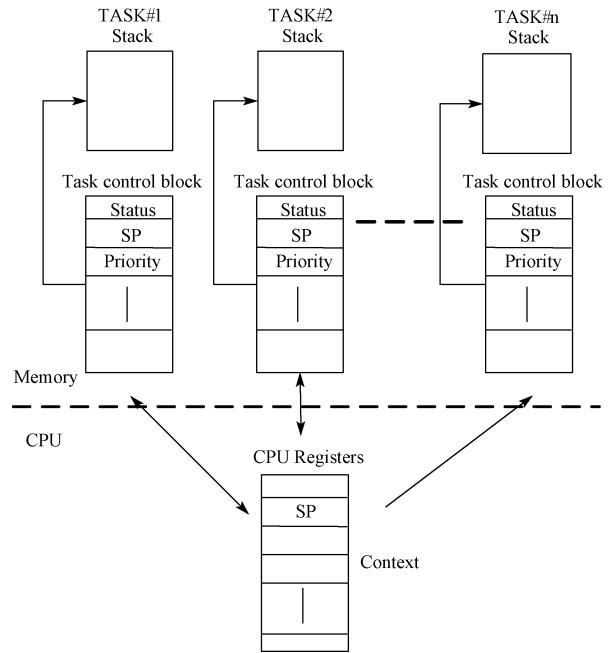 TASK#1
Stack
TASK#2
Stack
TASK#n
Stack
Task control block
Task control block
Task control block
Status
SP
Priority
Status
SP
Priority
Status
SP
Priority
Memory
CPU
CPU Registers
SP
Context